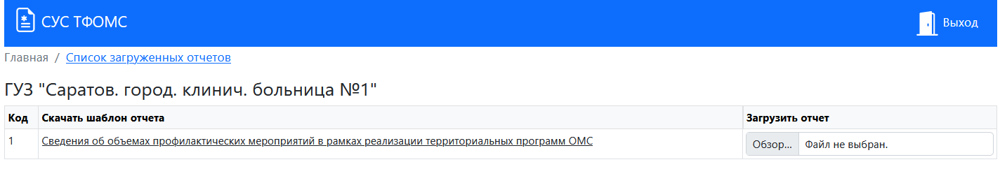 СУС ТФОМС
Выход
Главная / Список загруженных отчетов
ГУЗ "Саратов. город. клинич. больница №1"
Код Скачать шаблон отчета Загрузить отчет
1 Сведения об объемах профилактических мероприятий в рамках реализации территориальных программ ОМС Обзор... Файл не выбран.